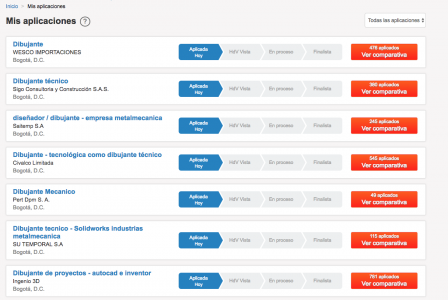 Inicio > Mis aplicaciones
Mis aplicaciones ?
Todas las aplicaciones
Dibujante
WESCO IMPORTACIONES
Bogotá, D.C.
Aplicada Hoy HdV Vista En proceso Finalista
478 aplicados
Ver comparativa
Dibujante técnico
Sigo Consultoria y Construcción S.A.S.
Bogotá, D.C.
Aplicada Hoy HdV Vista En proceso Finalista
380 aplicados
Ver comparativa
diseñador / dibujante - empresa metalmecanica
Saitemp S.A
Bogotá, D.C.
Aplicada Hoy HdV Vista En proceso Finalista
245 aplicados
Ver comparativa
Dibujante - tecnológica como dibujante técnico
Civalco Limitada
Bogotá, D.C.
Aplicada Hoy HdV Vista En proceso Finalista
545 aplicados
Ver comparativa
Dibujante Mecanico
Pert Dpm S. A.
Bogotá, D.C.
Aplicada Hoy HdV Vista En proceso Finalista
49 aplicados
Ver comparativa
Dibujante tecnico - Solidworks industrias
metalmecanica
SU TEMPORAL S.A
Bogotá, D.C.
Aplicada Hoy HdV Vista En proceso Finalista
115 aplicados
Ver comparativa
Dibujante de proyectos - autocad e inventor
Ingenio 3D
Bogotá, D.C.
Aplicada Hoy HdV Vista En proceso Finalista
761 aplicados
Ver comparativa